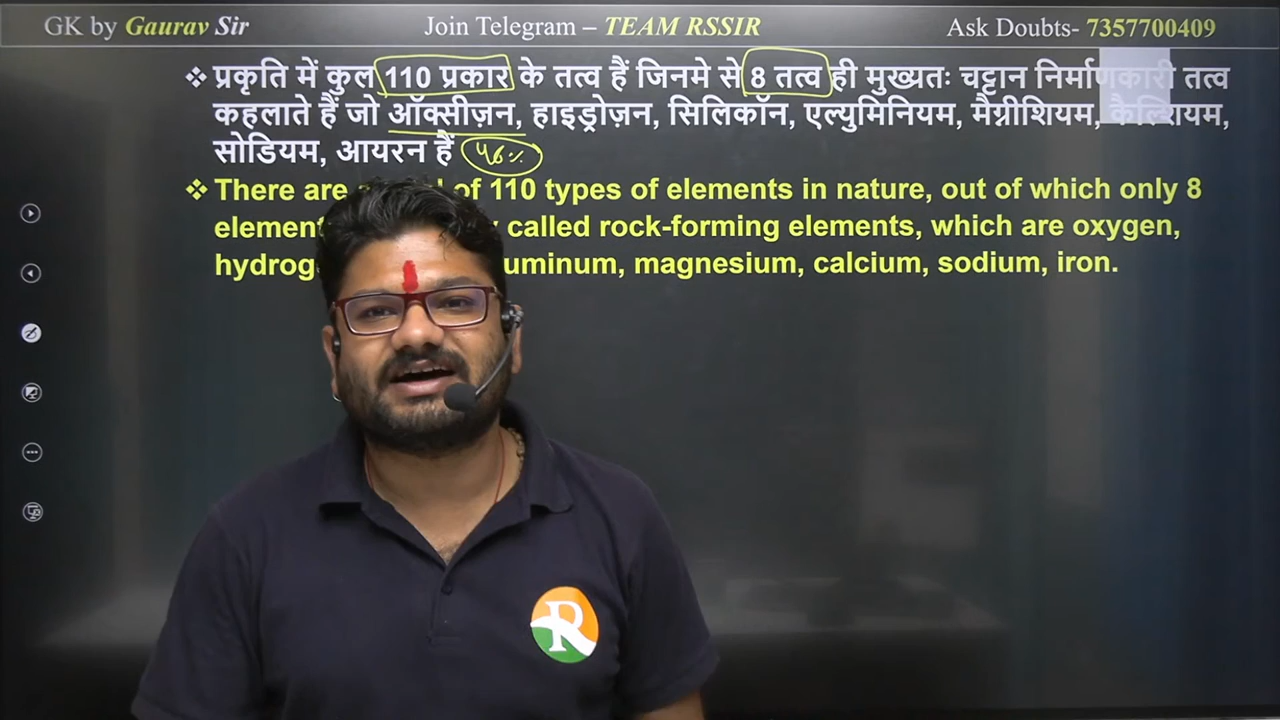 GK by Gaurav Sir Join Telegram – TEAM RSSIR Ask Doubts- 7357700409
❖ प्रकृति में कुल 110 प्रकार के तत्व हैं जिनमे से 8 तत्व ही मुख्यतः चट्टान निर्माणकारी तत्व
कहलाते हैं जो ऑक्सीज़न, हाइड्रोज़न, सिलिकॉन, एल्युमिनियम, मैग्नीशियम, कैल्शियम,
सोडियम, आयरन हैं 46%
❖ There are of 110 types of elements in nature, out of which only 8
called rock-forming elements, which are oxygen,
magnesium, calcium, sodium, iron.
R